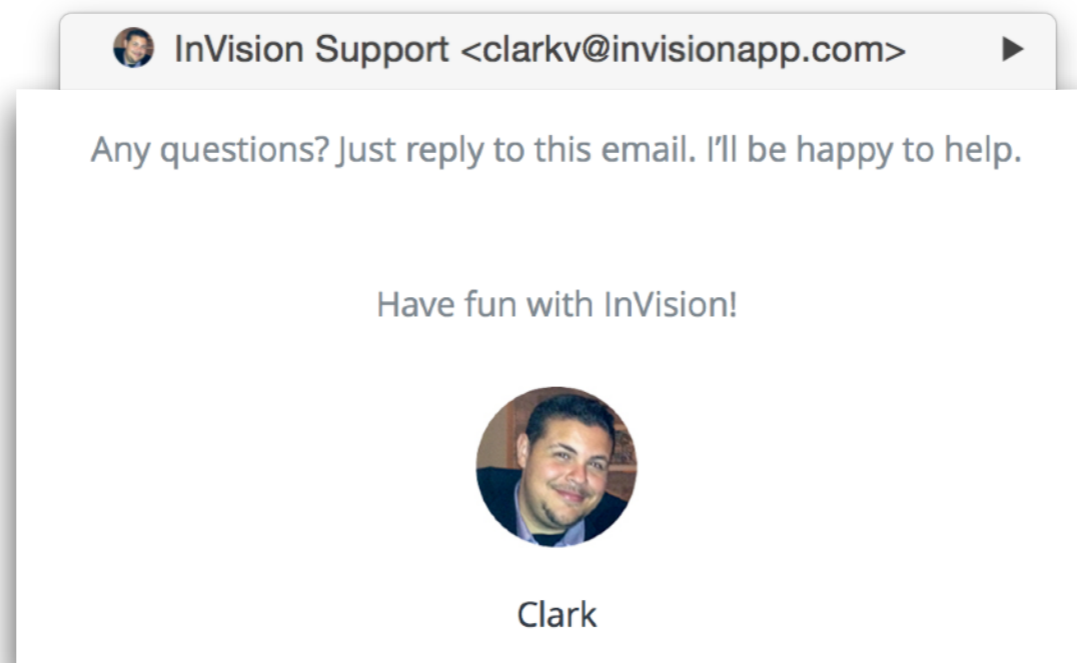 InVision Support <clarkv@invisionapp.com>
Any questions? Just reply to this email. I’ll be happy to help.
Have fun with InVision!
Clark